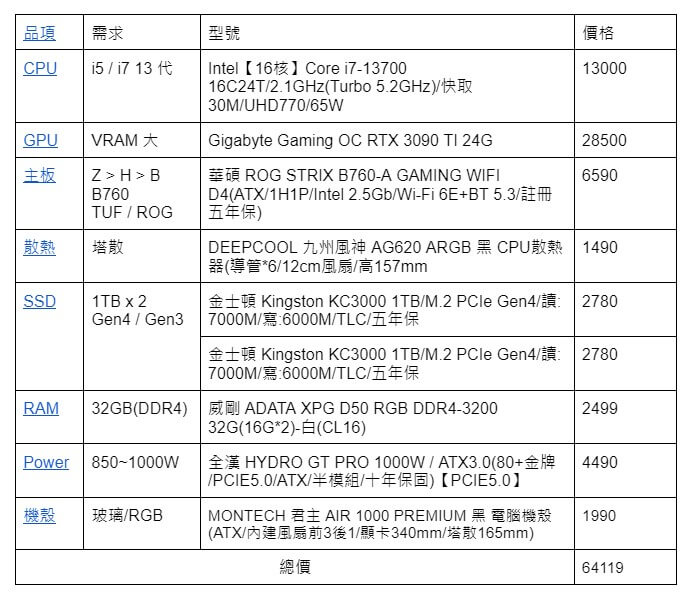 品項 需求 型號 價格
CPU i5 / i7 13 代 Intel【16核】Core i7-13700 13000
16C24T/2.1GHz(Turbo 5.2GHz)/快取
30M/UHD770/65W
GPU VRAM 大 Gigabyte Gaming OC RTX 3090 TI 24G 28500
主板 Z > H > B 華碩 ROG STRIX B760-A GAMING WIFI 6590
B760 D4(ATX/1H1P/Intel 2.5Gb/Wi-Fi 6E+BT 5.3/註冊
TUF / ROG 五年保)
散熱 塔散 DEEPCOOL 九州風神 AG620 ARGB 黑 CPU散熱 1490
器(導管*6/12cm風扇/高157mm
SSD 1TB x 2 金士頓 Kingston KC3000 1TB/M.2 PCIe Gen4/讀: 2780
Gen4 / Gen3 7000M/寫:6000M/TLC/五年保
金士頓 Kingston KC3000 1TB/M.2 PCIe Gen4/讀: 2780
7000M/寫:6000M/TLC/五年保
RAM 32GB(DDR4) 威剛 ADATA XPG D50 RGB DDR4-3200 2499
32G(16G*2)-白(CL16)
Power 850~1000W 全漢 HYDRO GT PRO 1000W / ATX3.0(80+金牌 4490
/PCIE5.0/ATX/半模組/十年保固)【PCIE5.0】
機殼 玻璃/RGB MONTECH 君主 AIR 1000 PREMIUM 黑 電腦機殼 1990
(ATX/內建風扇前3後1/顯卡340mm/塔散165mm)
總價 64119